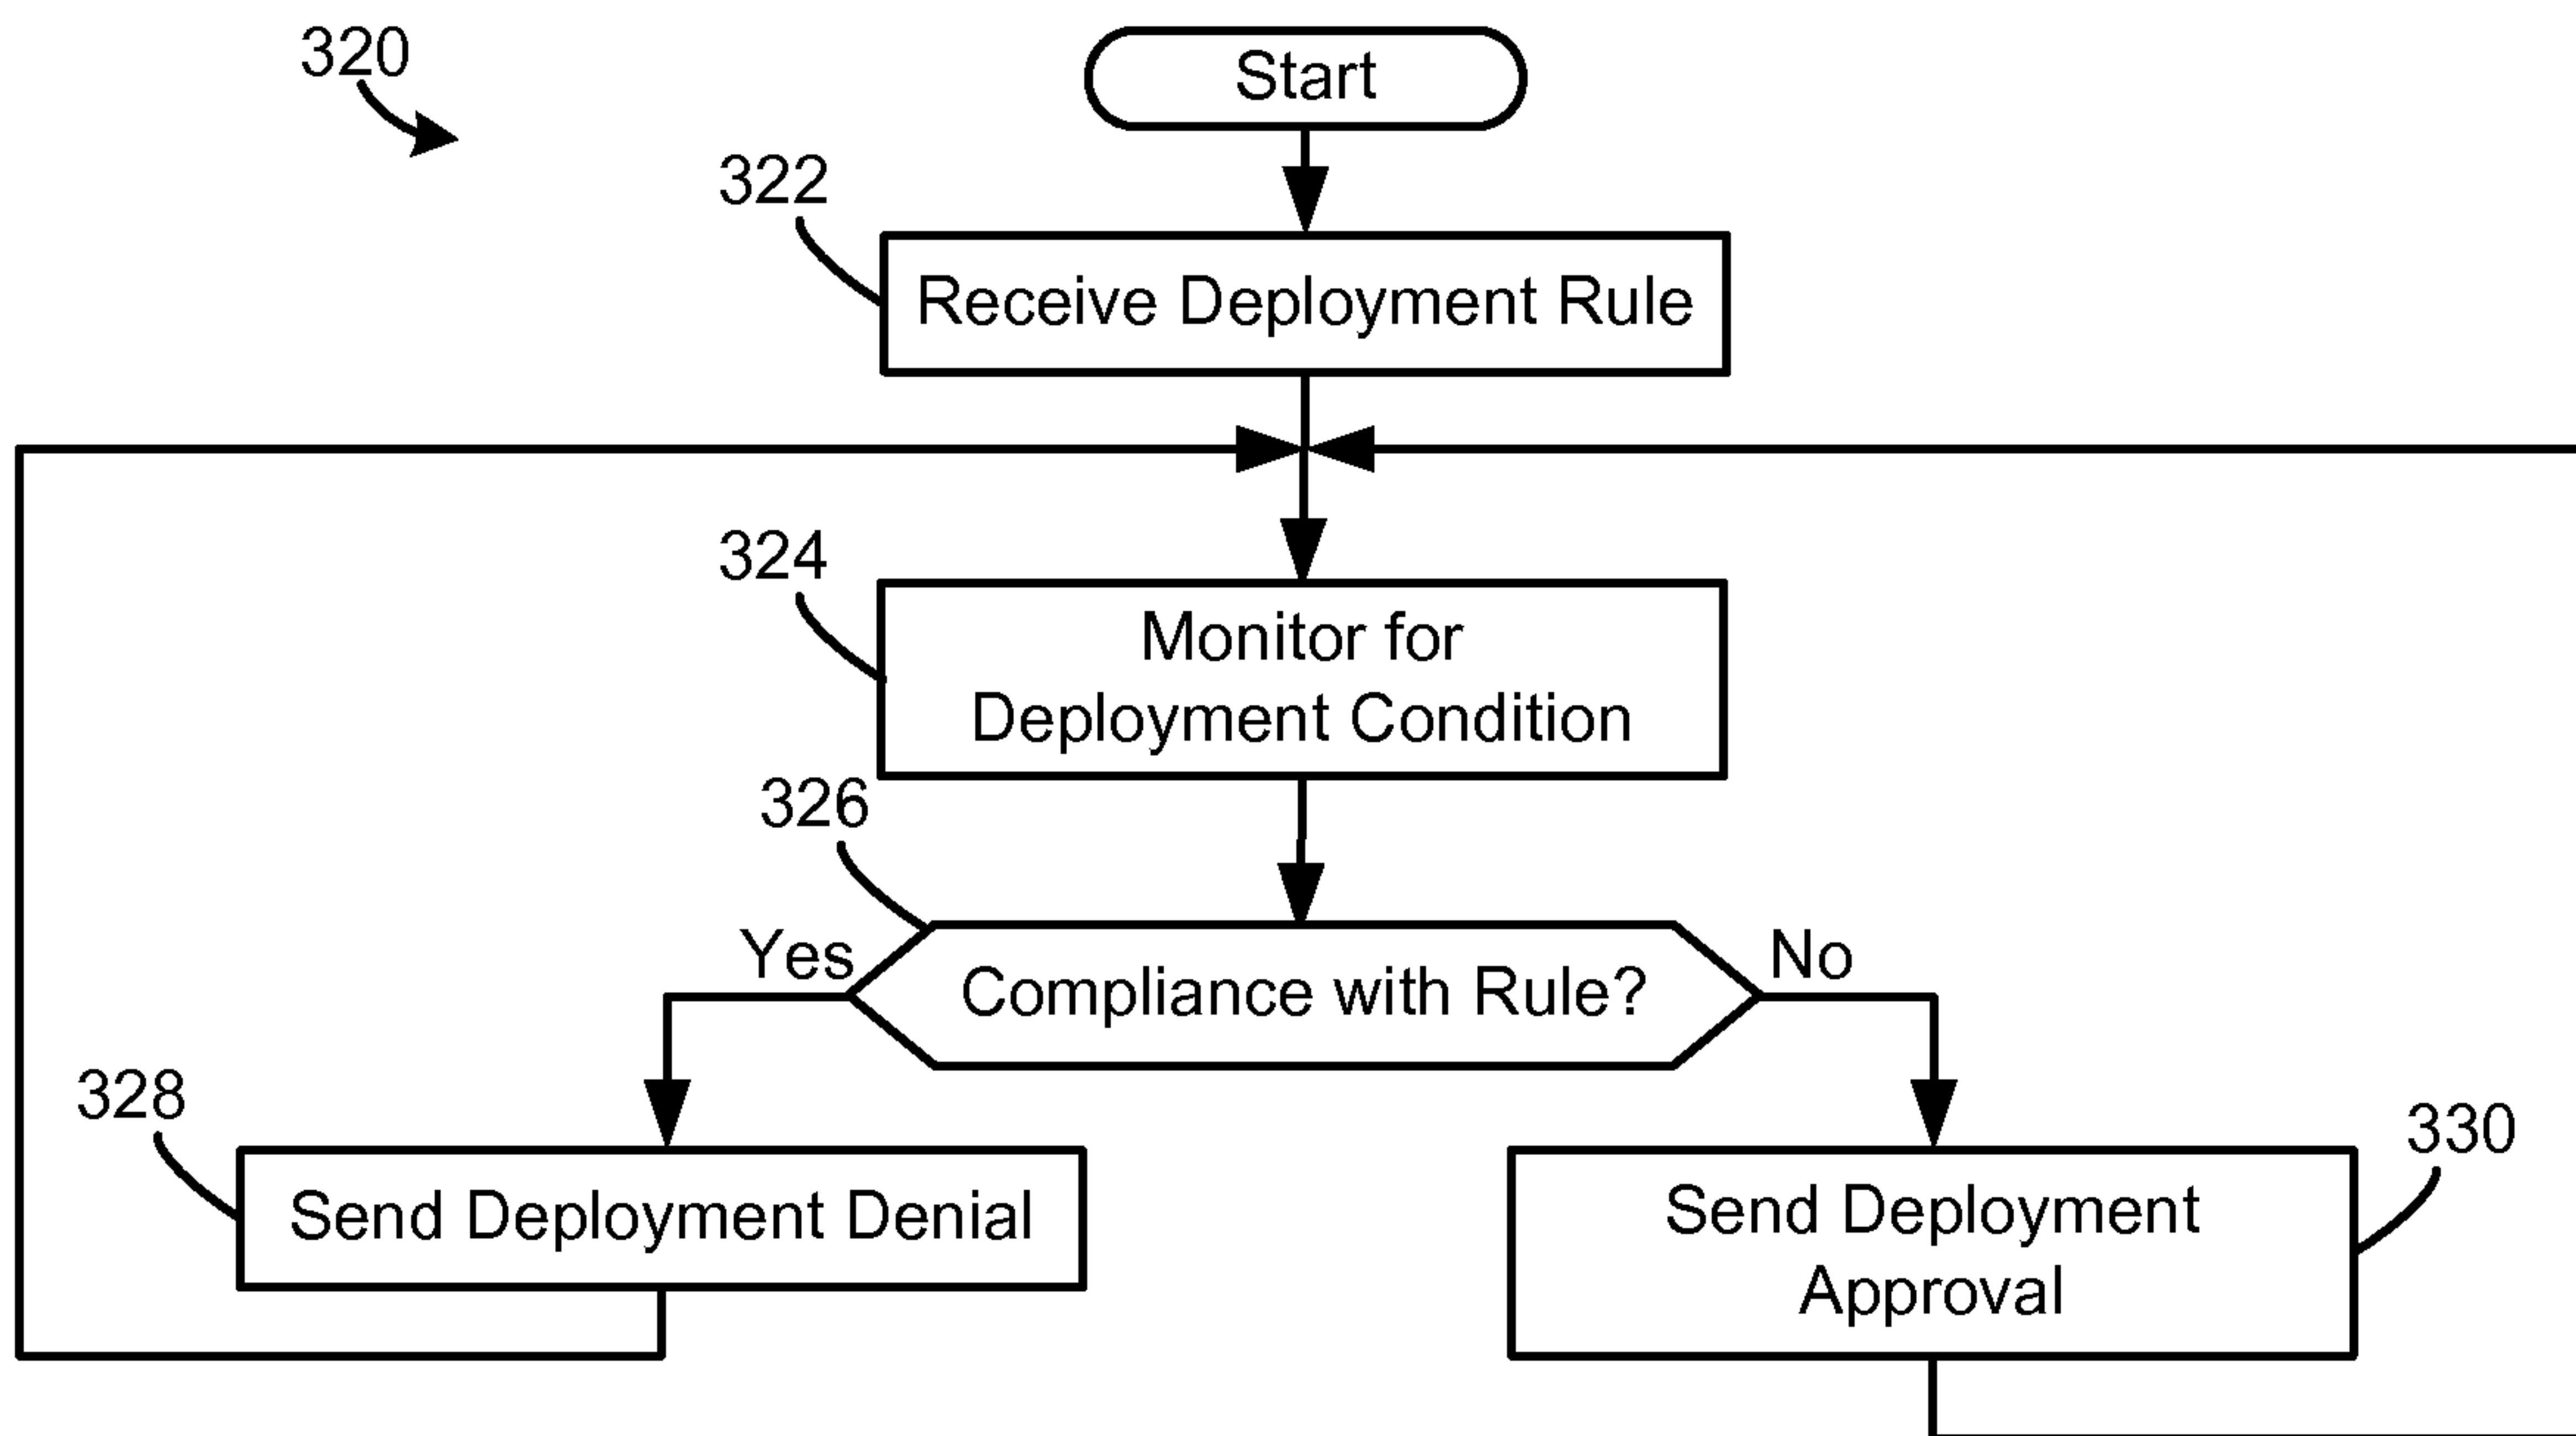 320
Start
322
Receive Deployment Rule
324
Monitor for
Deployment Condition
326
Yes
Compliance with Rule?
No
328
Send Deployment Denial
Send Deployment
Approval
330